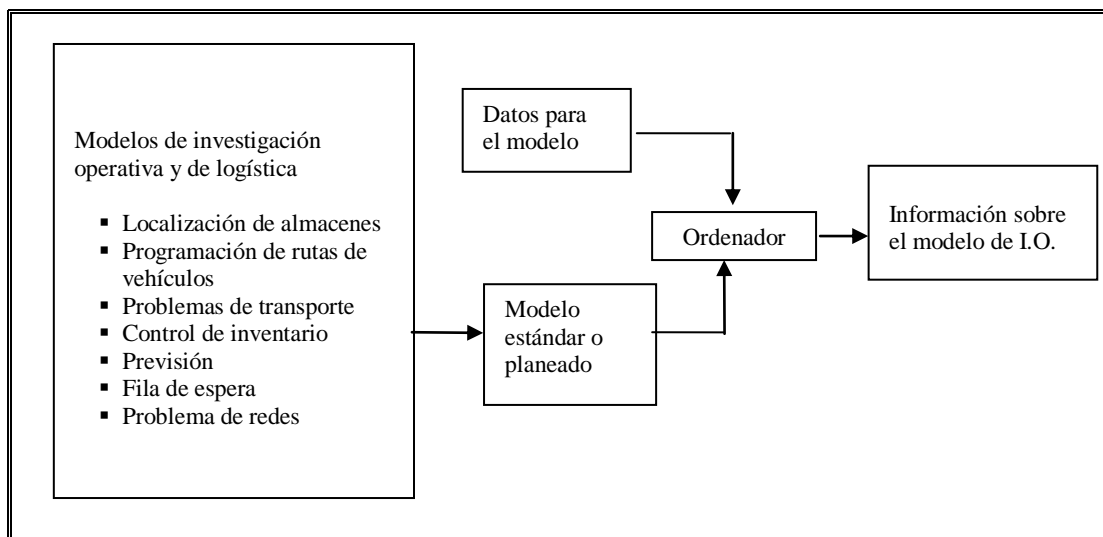 Modelos de investigación
operativa y de logística
▪ Localización de almacenes
▪ Programación de rutas de
vehículos
▪ Problemas de transporte
▪ Control de inventario
▪ Previsión
▪ Fila de espera
▪ Problema de redes
Datos para
el modelo
Modelo
estándar o
planeado
Ordenador
Información sobre
el modelo de I.O.